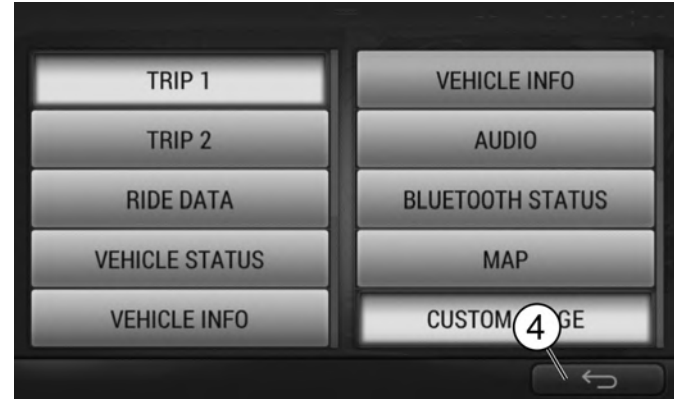 TRIP 1
TRIP 2
RIDE DATA
VEHICLE STATUS
VEHICLE INFO
VEHICLE INFO
AUDIO
BLUETOOTH STATUS
MAP
CUSTOM
4